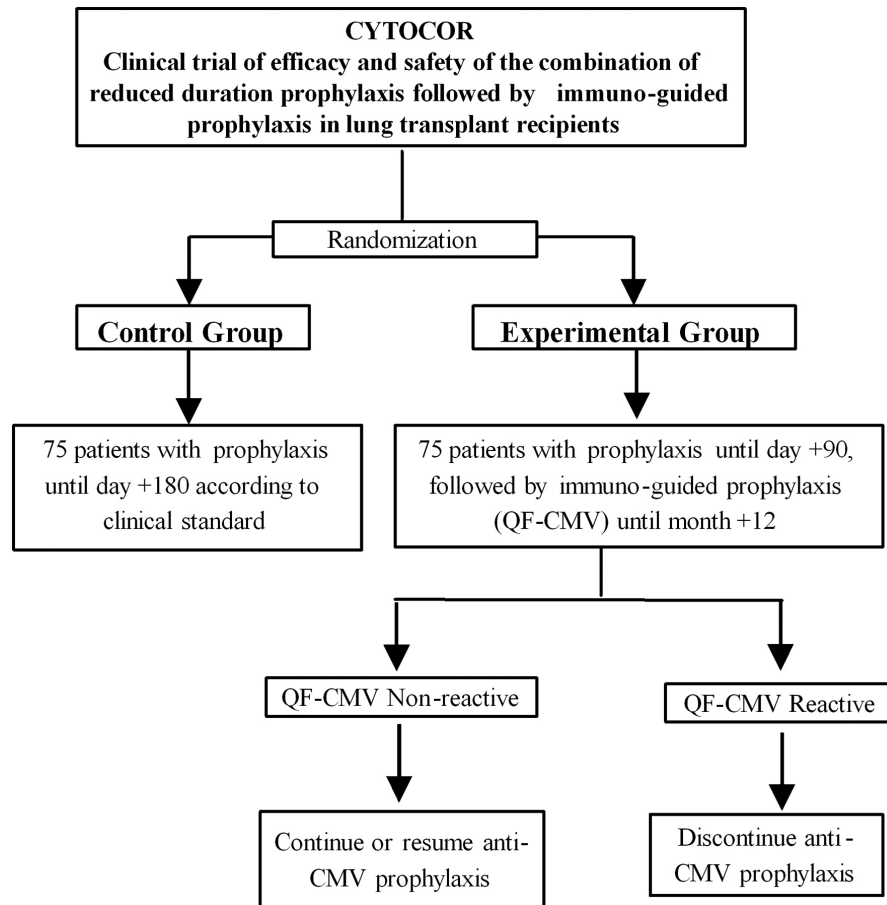 CYTOCOR
Clinical trial of efficacy and safety of the combination of
reduced duration prophylaxis followed by immuno-guided
prophylaxis in lung transplant recipients
Randomization
Control Group
Experimental Group
75 patients with prophylaxis
until day +180 according to
clinical standard
75 patients with prophylaxis until day +90,
followed by immuno-guided prophylaxis
(QF-CMV) until month +12
QF-CMV Non-reactive
QF-CMV Reactive
Continue or resume anti-
CMV prophylaxis
Discontinue anti-
CMV prophylaxis